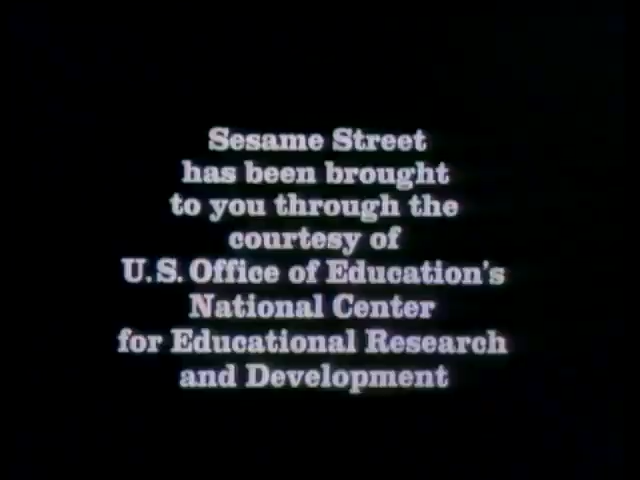 Sesame Street
has been brought
to you through the
courtesy of
U.S. Office of Education's
National Center
for Educational Research
and Development